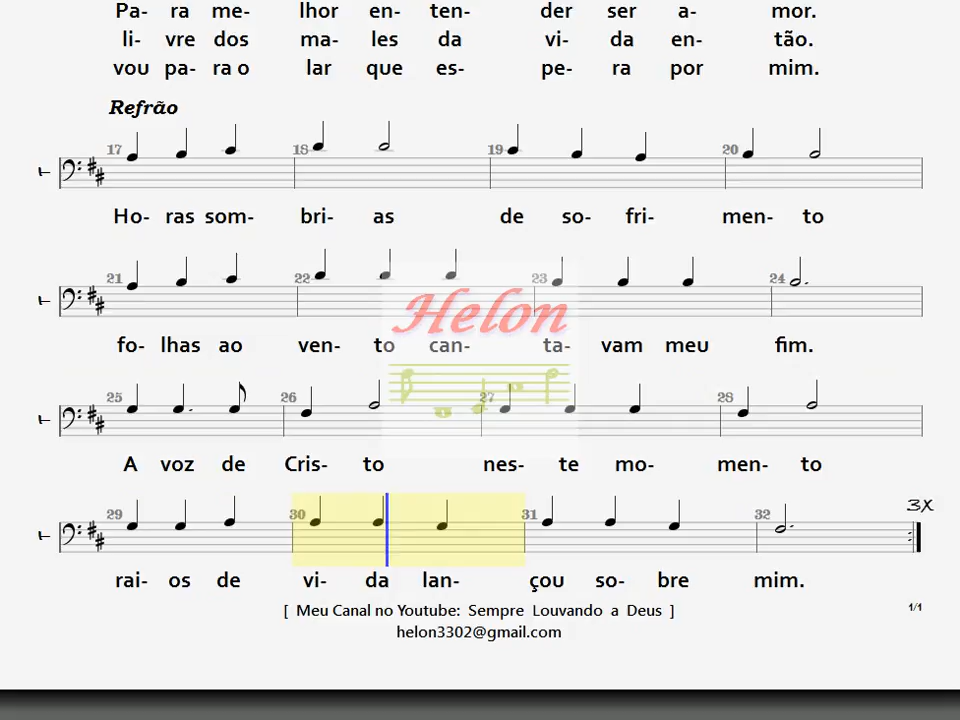 Pa- ra me- lhor en- ten- der ser a- mor.
li- vre dos ma- les da vi- da en- tão.
vou pa- ra o lar que es- pe- ra por mim.
Refrão
17 18 19 20
T
Ho- ras som- bri- as de so- fri- men- to
21 22 23 24
T
fo- lhas ao ven- to can- ta- vam meu fim.
Helon
25 26 27 28
T
A voz de Cris- to nes- te mo- men- to
3X
29 30 31 32
T
rai- os de vi- da lan- çou so- bre mim.
[ Meu Canal no Youtube: Sempre Louvando a Deus ]
1/1
helon3302@gmail.com